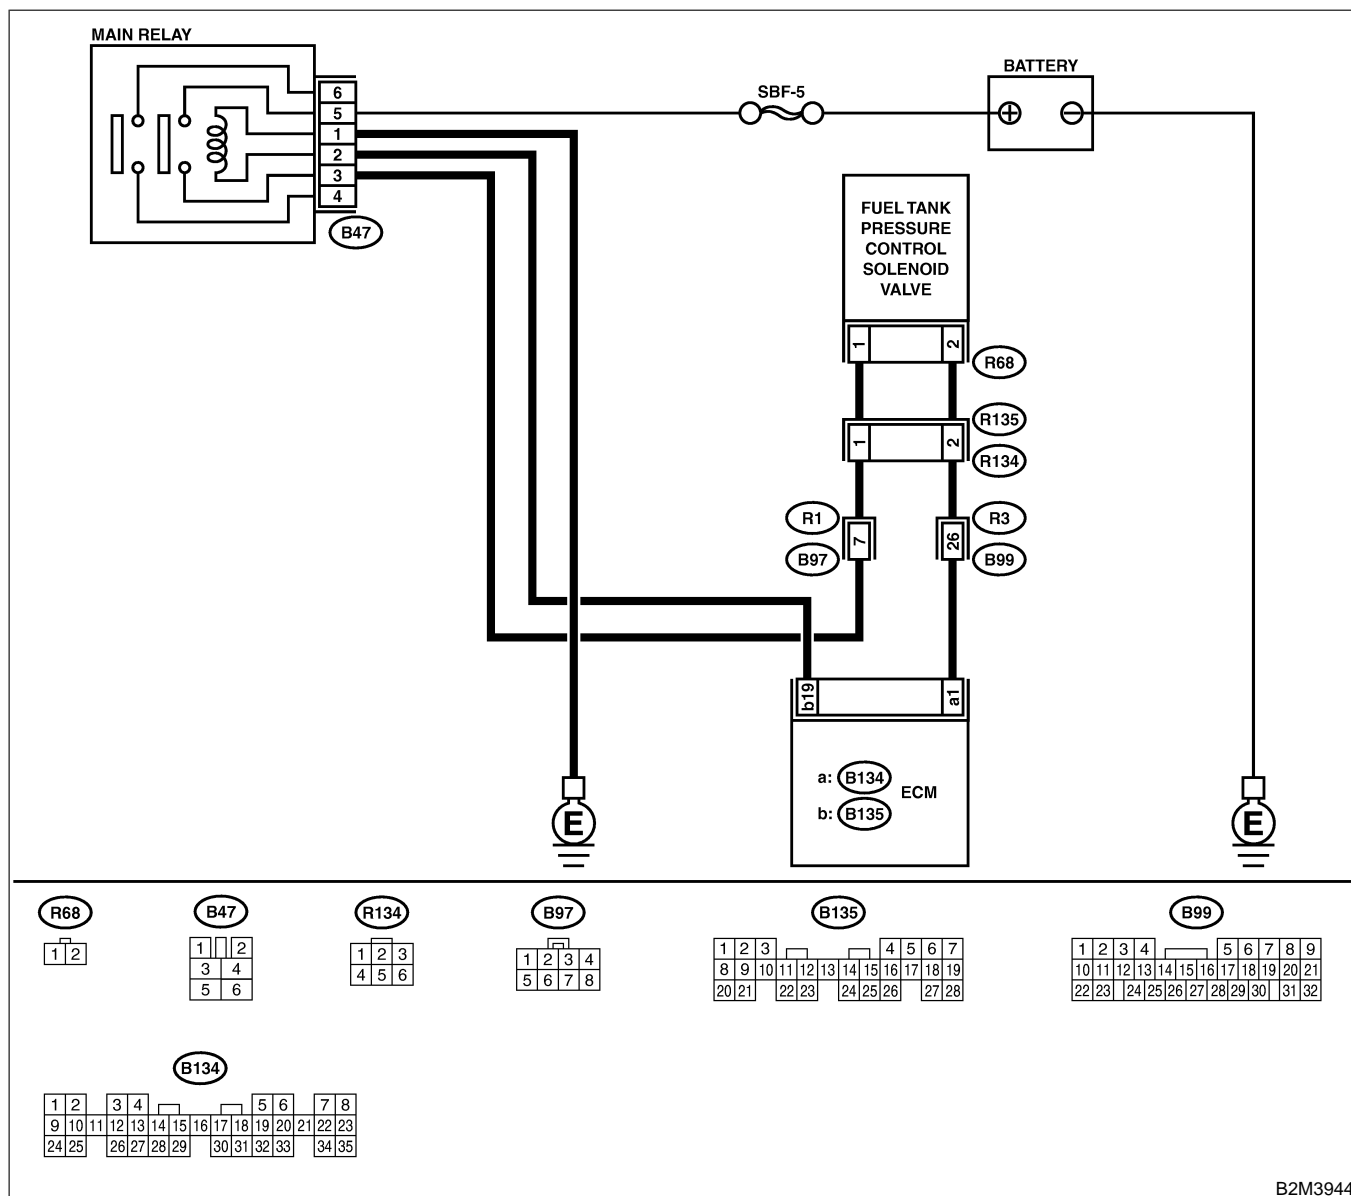 MAIN RELAY
6
5
1
2
3
4
B47
SBF-5
BATTERY
+ −
FUEL TANK
PRESSURE
CONTROL
SOLENOID
VALVE
1 2
R68
R135
1 2
R134
R1 R3
7 26
B97 B99
b19 a1
a: B134
ECM
b: B135
E E
R68 B47 R134 B97 B135 B99
1 2
1 2
3 4
5 6
1 2 3
4 5 6
1 2 3 4
5 6 7 8
1 2 3 4 5 6 7
8 9 10 11 12 13 14 15 16 17 18 19
20 21 22 23 24 25 26 27 28
1 2 3 4 5 6 7 8 9
10 11 12 13 14 15 16 17 18 19 20 21
22 23 24 25 26 27 28 29 30 31 32
B134
1 2 3 4 5 6 7 8
9 10 11 12 13 14 15 16 17 18 19 20 21 22 23
24 25 26 27 28 29 30 31 32 33 34 35
B2M3944